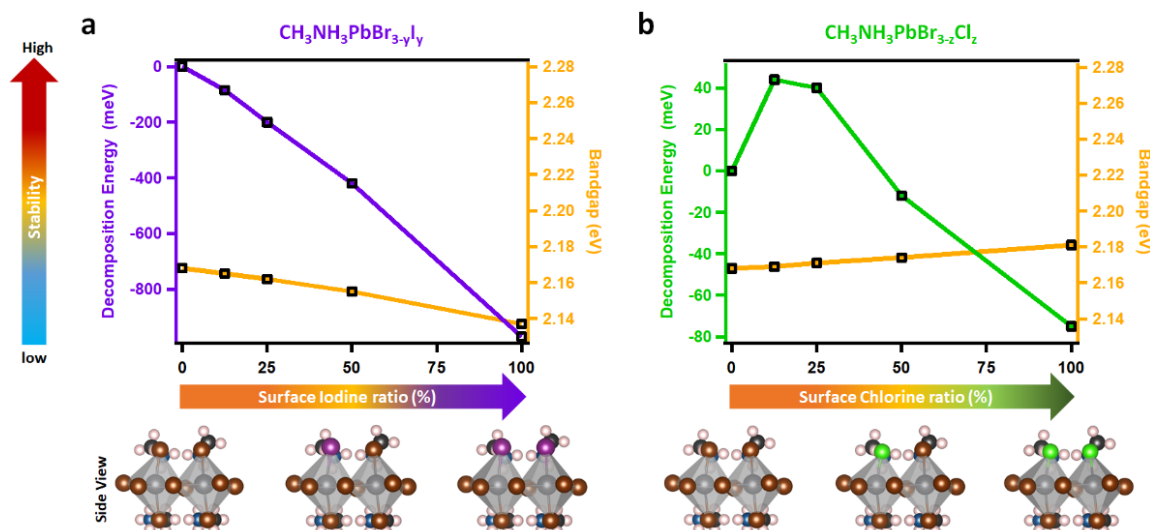 a
CH3NH3PbBr3-yIy
High
Stability
low
Decomposition Energy (meV)
0
-200
-400
-600
-800
2.28
2.26
2.24
2.22
2.20
2.18
2.16
2.14
Bandgap (eV)
0 25 50 75 100
Surface Iodine ratio (%)
b
CH3NH3PbBr3-zClz
Decomposition Energy (meV)
40
20
0
-20
-40
-60
-80
2.28
2.26
2.24
2.22
2.20
2.18
2.16
2.14
Bandgap (eV)
0 25 50 75 100
Surface Chlorine ratio (%)
Side View